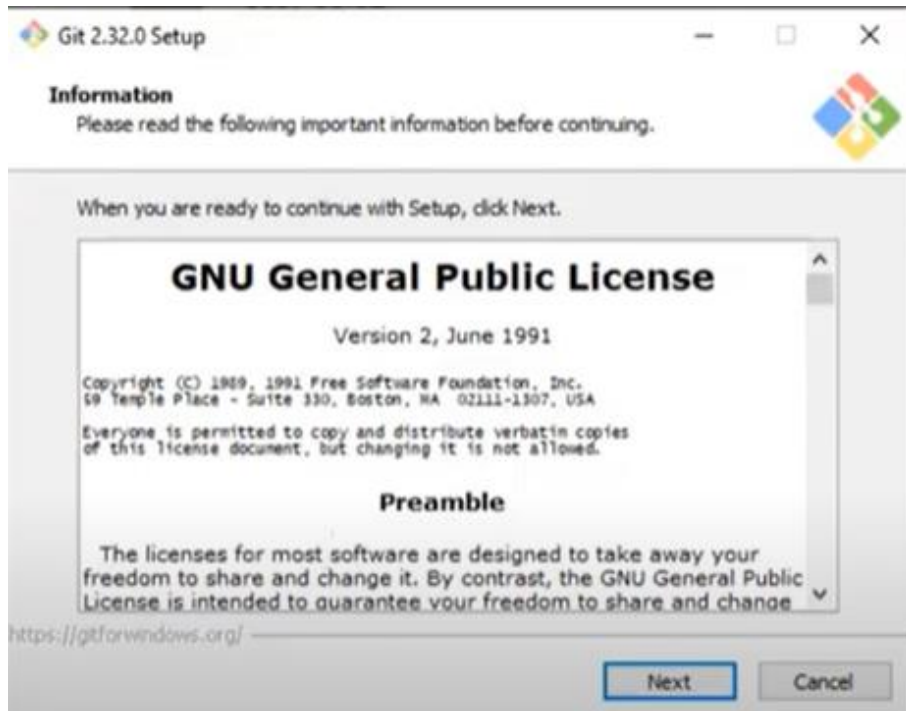 Git 2.32.0 Setup
Information
Please read the following important information before continuing.
When you are ready to continue with Setup, click Next.
GNU General Public License
Version 2, June 1991
Copyright (C) 1989, 1991 Free Software Foundation, Inc.
59 Temple Place - Suite 330, Boston, MA 02111-1307, USA
Everyone is permitted to copy and distribute verbatim copies
of this license document, but changing it is not allowed.
Preamble
The licenses for most software are designed to take away your
freedom to share and change it. By contrast, the GNU General Public
License is intended to guarantee your freedom to share and change
https://gitforwindows.org/
Next
Cancel